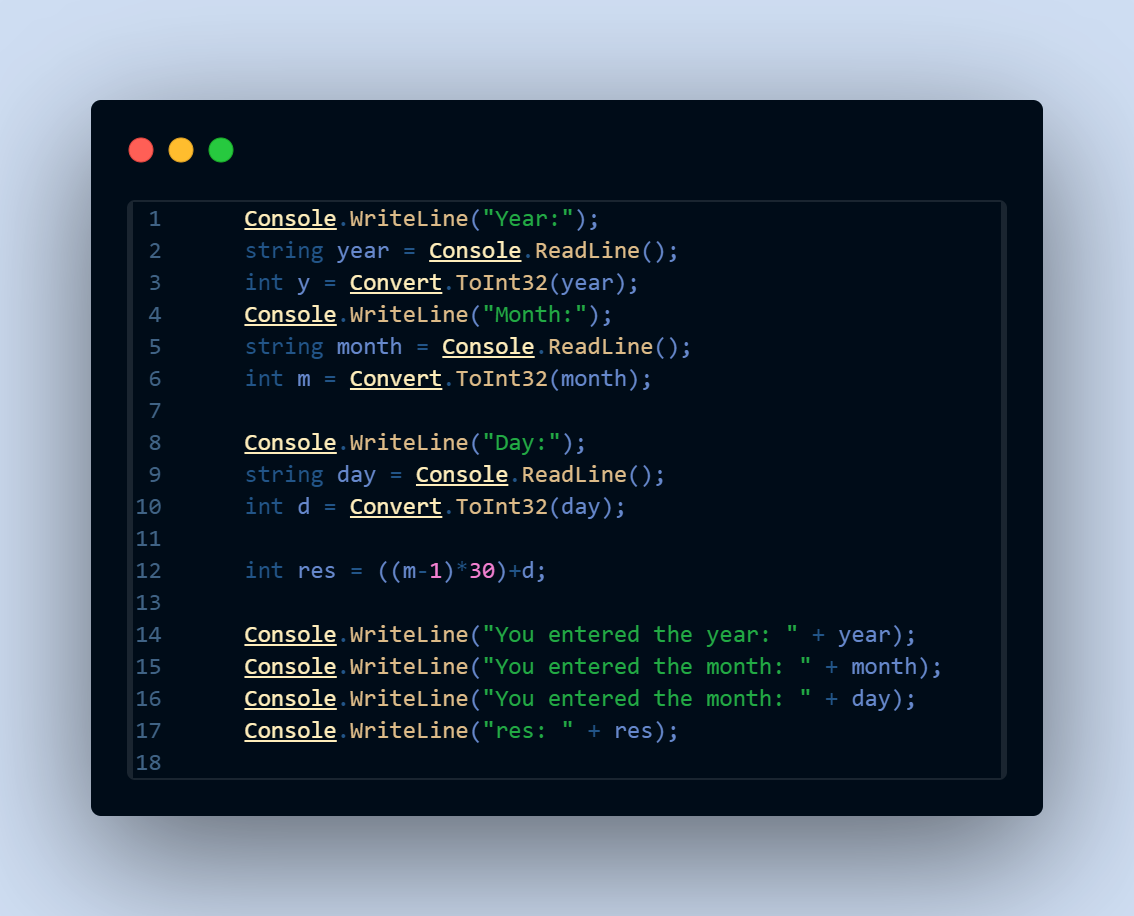 1 Console.WriteLine("Year:");
2 string year = Console.ReadLine();
3 int y = Convert.ToInt32(year);
4 Console.WriteLine("Month:");
5 string month = Console.ReadLine();
6 int m = Convert.ToInt32(month);
7
8 Console.WriteLine("Day:");
9 string day = Console.ReadLine();
10 int d = Convert.ToInt32(day);
11
12 int res = ((m-1)*30)+d;
13
14 Console.WriteLine("You entered the year: " + year);
15 Console.WriteLine("You entered the month: " + month);
16 Console.WriteLine("You entered the month: " + day);
17 Console.WriteLine("res: " + res);
18